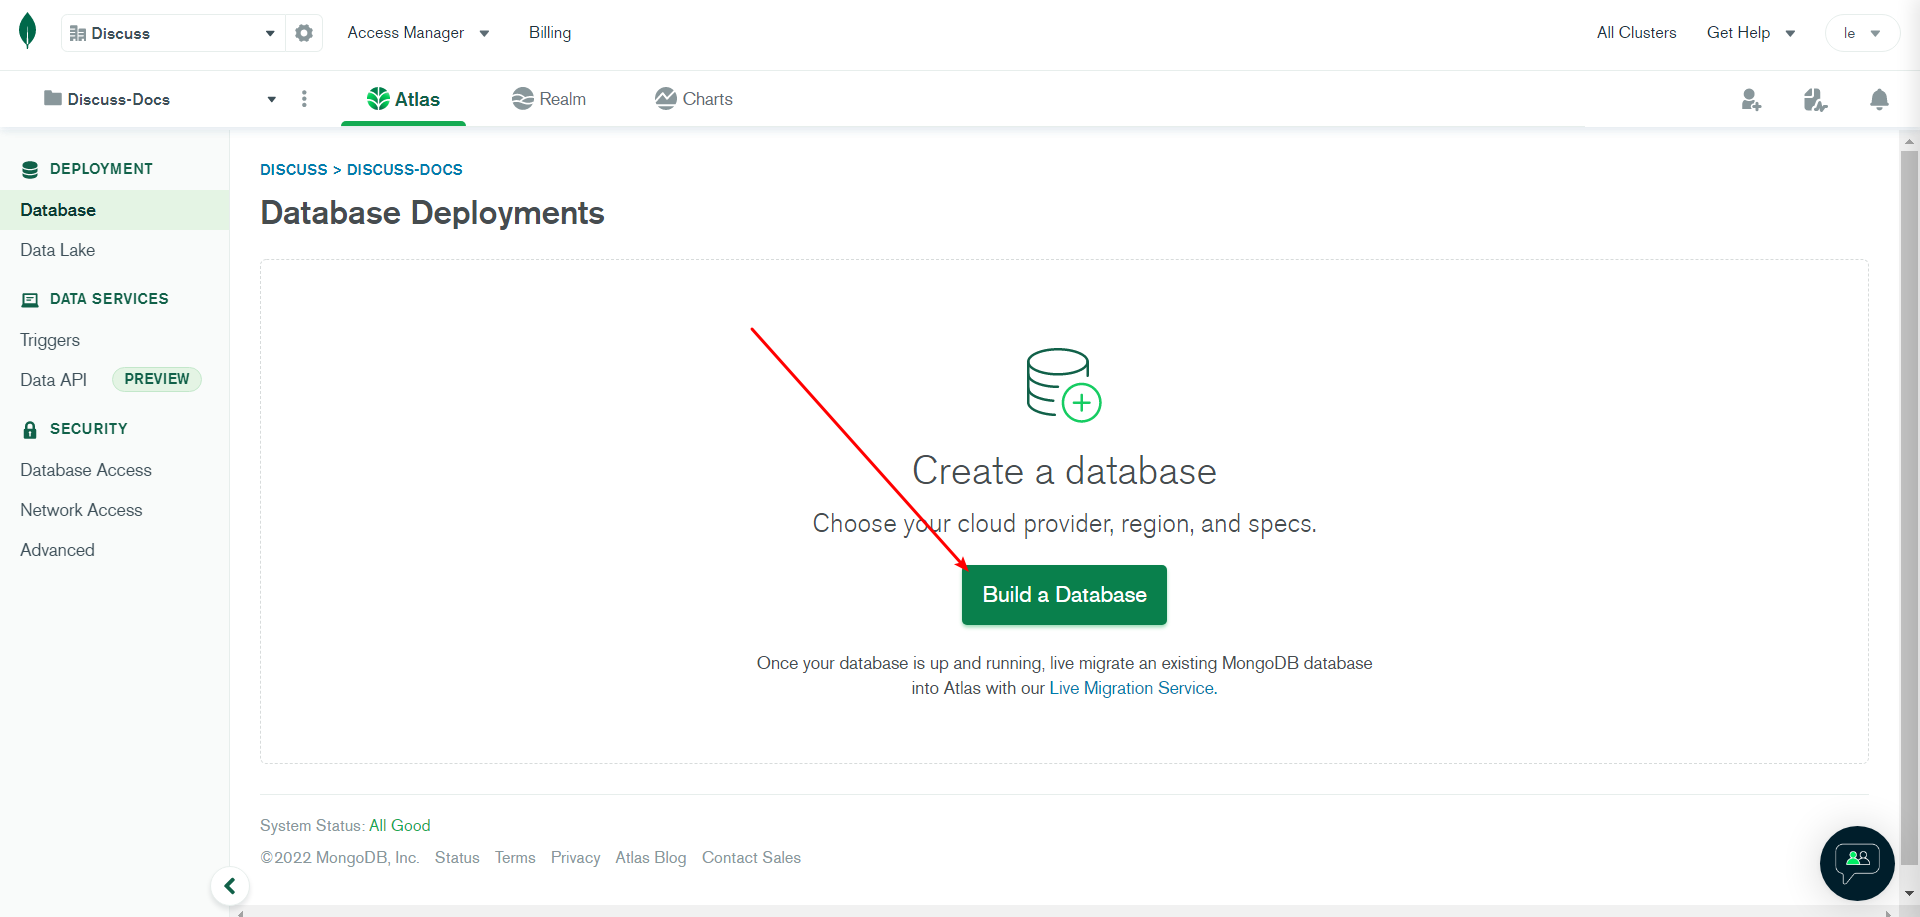 Discuss
Access Manager
Billing
All Clusters
Get Help
le
Discuss-Docs
Atlas
Realm
Charts
DEPLOYMENT
Database
Data Lake
DATA SERVICES
Triggers
Data API PREVIEW
SECURITY
Database Access
Network Access
Advanced
DISCUSS > DISCUSS-DOCS
Database Deployments
Create a database
Choose your cloud provider, region, and specs.
Build a Database
Once your database is up and running, live migrate an existing MongoDB database
into Atlas with our Live Migration Service.
System Status: All Good
©2022 MongoDB, Inc. Status Terms Privacy Atlas Blog Contact Sales